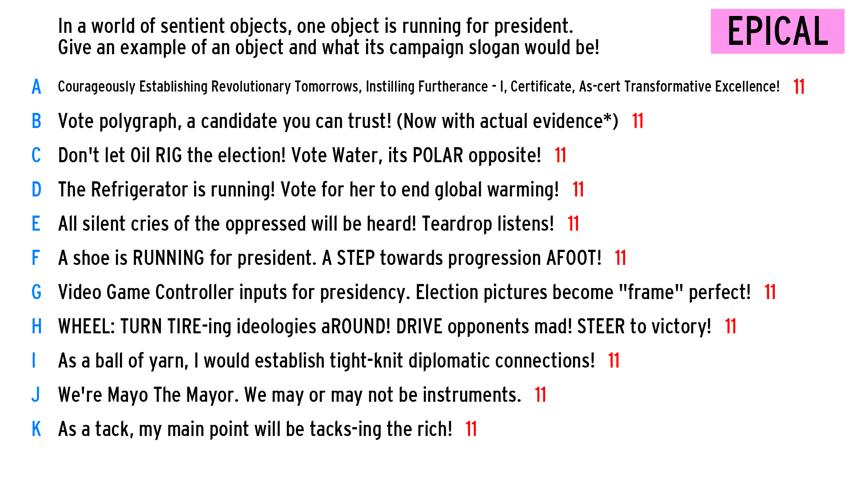 In a world of sentient objects, one object is running for president.
Give an example of an object and what its campaign slogan would be!
EPICAL
A Courageously Establishing Revolutionary Tomorrows, Instilling Furtherance - I, Certificate, As-cert Transformative Excellence! 11
B Vote polygraph, a candidate you can trust! (Now with actual evidence*) 11
C Don't let Oil RIG the election! Vote Water, its POLAR opposite! 11
D The Refrigerator is running! Vote for her to end global warming! 11
E All silent cries of the oppressed will be heard! Teardrop listens! 11
F A shoe is RUNNING for president. A STEP towards progression AFOOT! 11
G Video Game Controller inputs for presidency. Election pictures become "frame" perfect! 11
H WHEEL: TURN TIRE-ing ideologies aROUND! DRIVE opponents mad! STEER to victory! 11
I As a ball of yarn, I would establish tight-knit diplomatic connections! 11
J We're Mayo The Mayor. We may or may not be instruments. 11
K As a tack, my main point will be tacks-ing the rich! 11